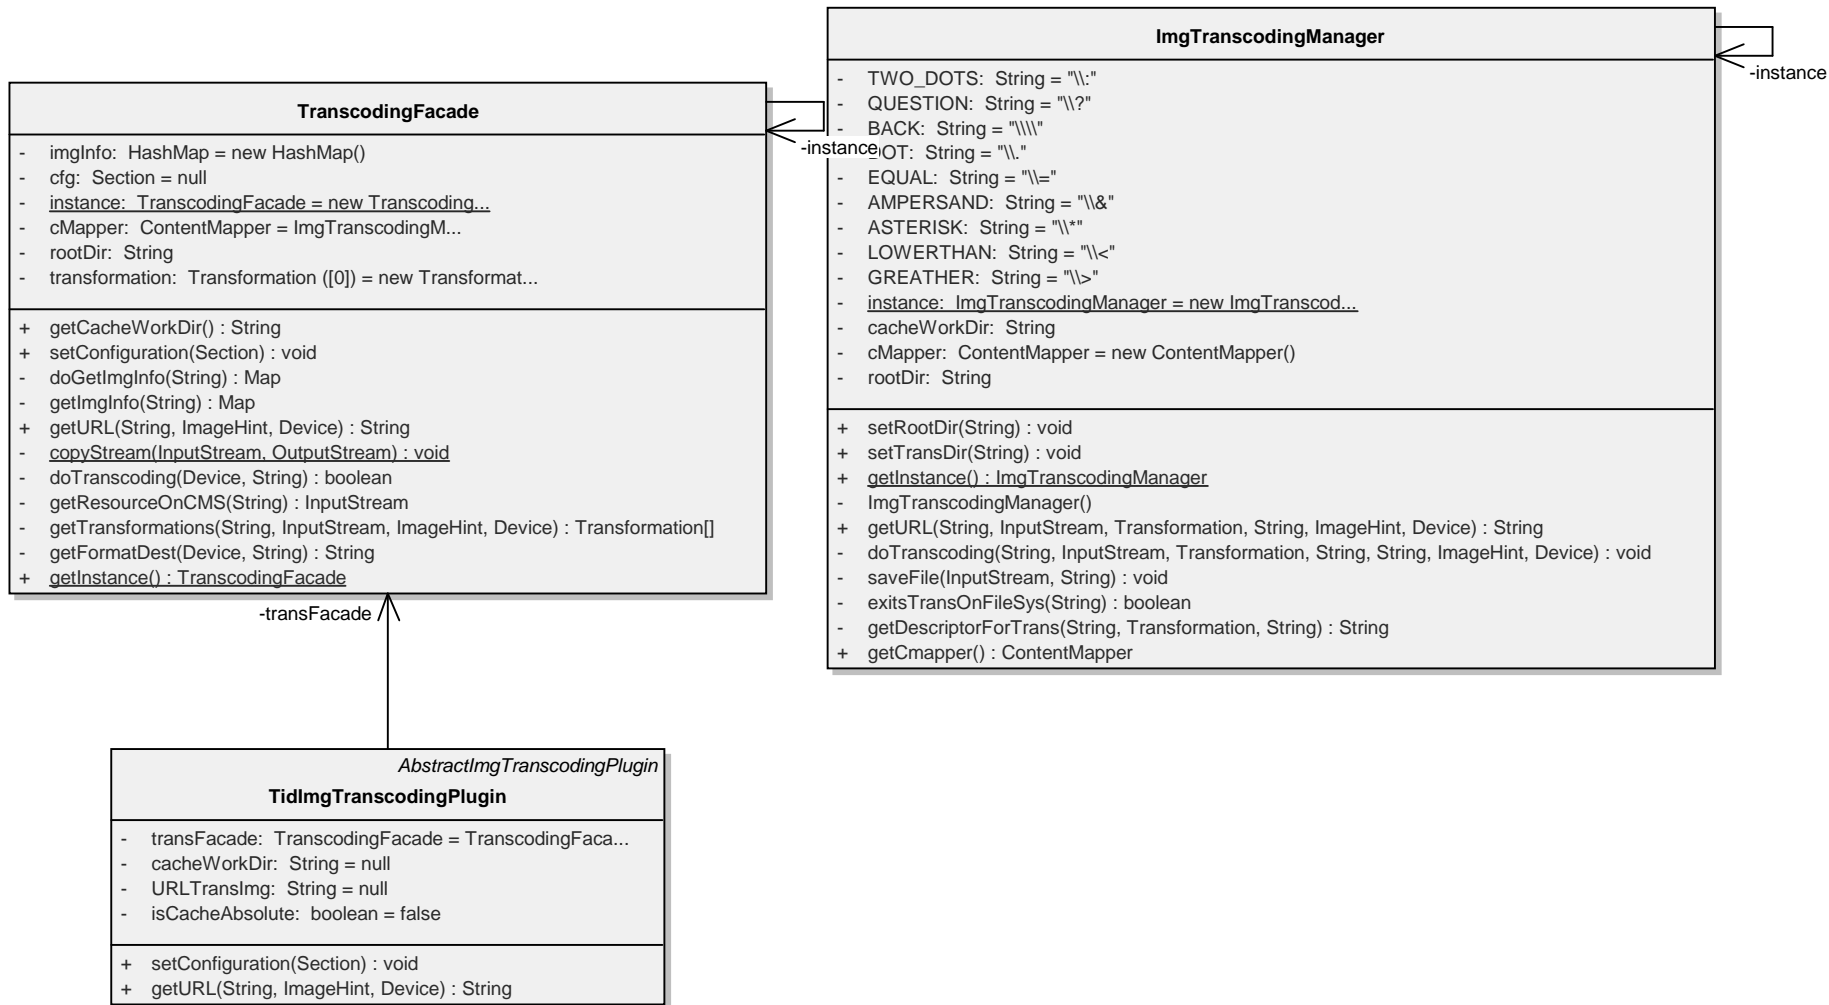 TranscodingFacade
- imgInfo: HashMap = new HashMap()
- cfg: Section = null
- instance: TranscodingFacade = new Transcoding...
- cMapper: ContentMapper = ImgTranscodingM...
- rootDir: String
- transformation: Transformation ([0]) = new Transformat...
+ getCacheWorkDir() : String
+ setConfiguration(Section) : void
- doGetImgInfo(String) : Map
- getImgInfo(String) : Map
+ getURL(String, ImageHint, Device) : String
- copyStream(InputStream, OutputStream) : void
- doTranscoding(Device, String) : boolean
- getResourceOnCMS(String) : InputStream
- getTransformations(String, InputStream, ImageHint, Device) : Transformation[]
- getFormatDest(Device, String) : String
+ getInstance() : TranscodingFacade
-instance
ImgTranscodingManager
- TWO_DOTS: String = "\\:"
- QUESTION: String = "\\?"
- BACK: String = "\\\\"
OT: String = "\\."
- EQUAL: String = "\\="
- AMPERSAND: String = "\\&"
- ASTERISK: String = "\\*"
- LOWERTHAN: String = "\\<"
- GREATHER: String = "\\>"
- instance: ImgTranscodingManager = new ImgTranscod...
- cacheWorkDir: String
- cMapper: ContentMapper = new ContentMapper()
- rootDir: String
+ setRootDir(String) : void
+ setTransDir(String) : void
+ getInstance() : ImgTranscodingManager
- ImgTranscodingManager()
+ getURL(String, InputStream, Transformation, String, ImageHint, Device) : String
- doTranscoding(String, InputStream, Transformation, String, String, ImageHint, Device) : void
- saveFile(InputStream, String) : void
- exitsTransOnFileSys(String) : boolean
- getDescriptorForTrans(String, Transformation, String) : String
+ getCmapper() : ContentMapper
-instance
-transFacade
AbstractImgTranscodingPlugin
TidImgTranscodingPlugin
- transFacade: TranscodingFacade = TranscodingFaca...
- cacheWorkDir: String = null
- URLTransImg: String = null
- isCacheAbsolute: boolean = false
+ setConfiguration(Section) : void
+ getURL(String, ImageHint, Device) : String